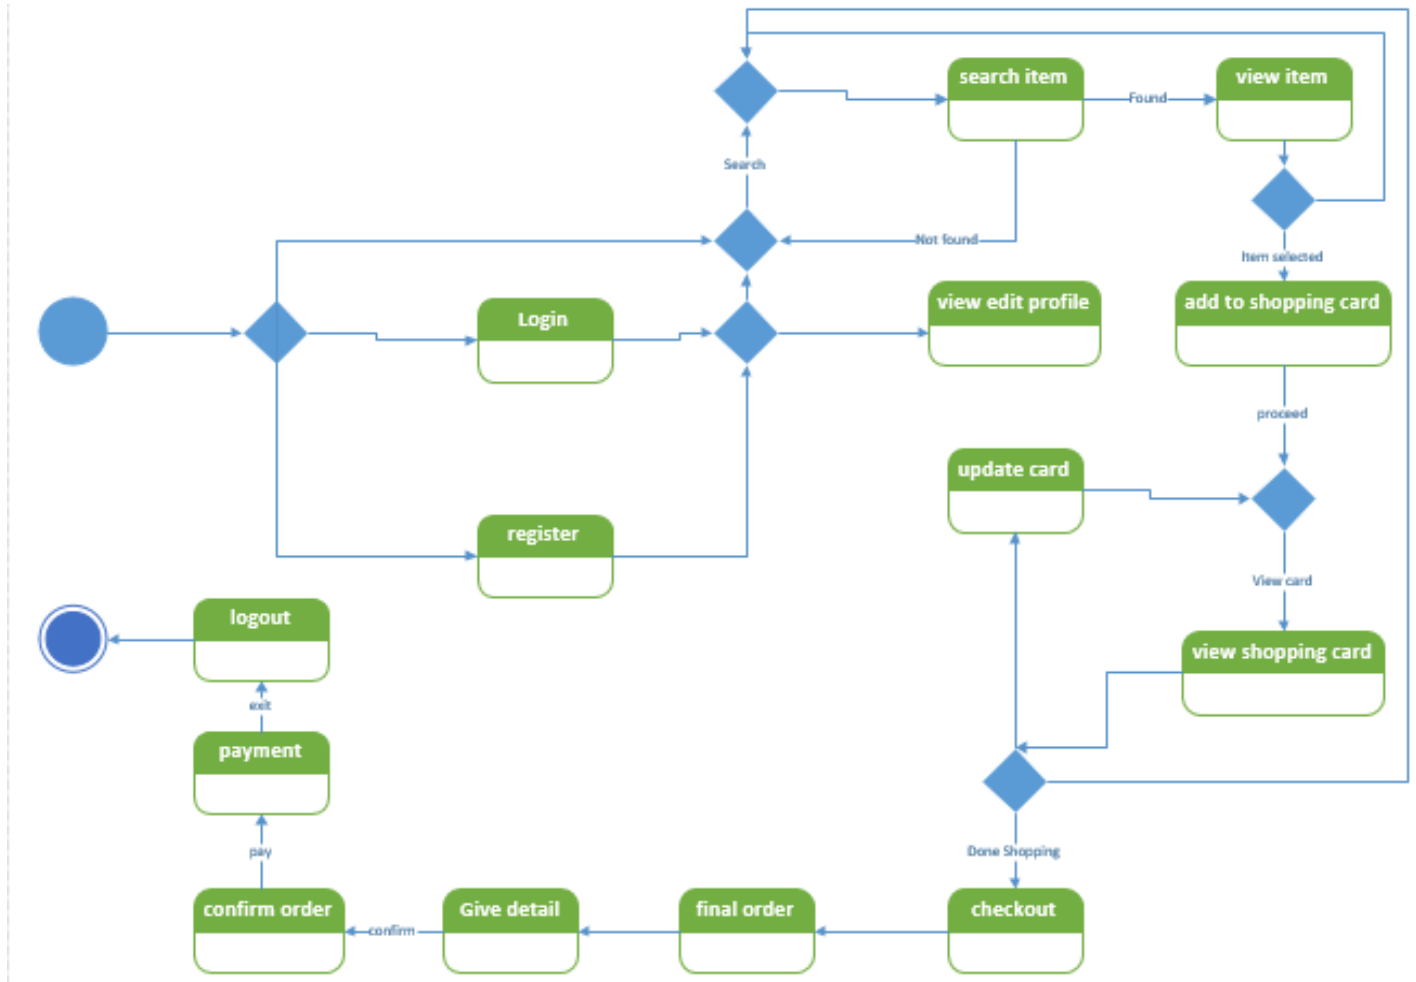 search item
view item
Found
Search
Not found
Item selected
view edit profile
add to shopping card
Login
proceed
update card
register
View card
logout
view shopping card
exit
payment
pay
Done Shopping
confirm order
Give detail
final order
checkout
confirm